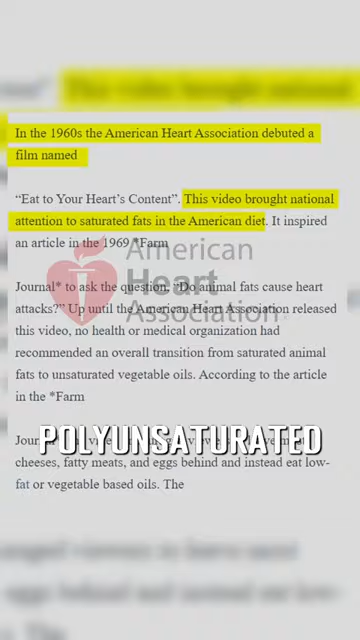 In the 1960s the American Heart Association debuted a
film named
“Eat to Your Heart’s Content”. This video brought national
attention to saturated fats in the American diet. It inspired
an article in the 1969 *Farm
American
Heart
Association
Journal* to ask the question, “Do animal fats cause heart
attacks?” Up until the American Heart Association released
this video, no health or medical organization had
recommended an overall transition from saturated animal
fats to unsaturated vegetable oils. According to the article
in the *Farm
POLYUNSATURATED
cheeses, fatty meats, and eggs behind and instead eat low-
fat or vegetable based oils. The